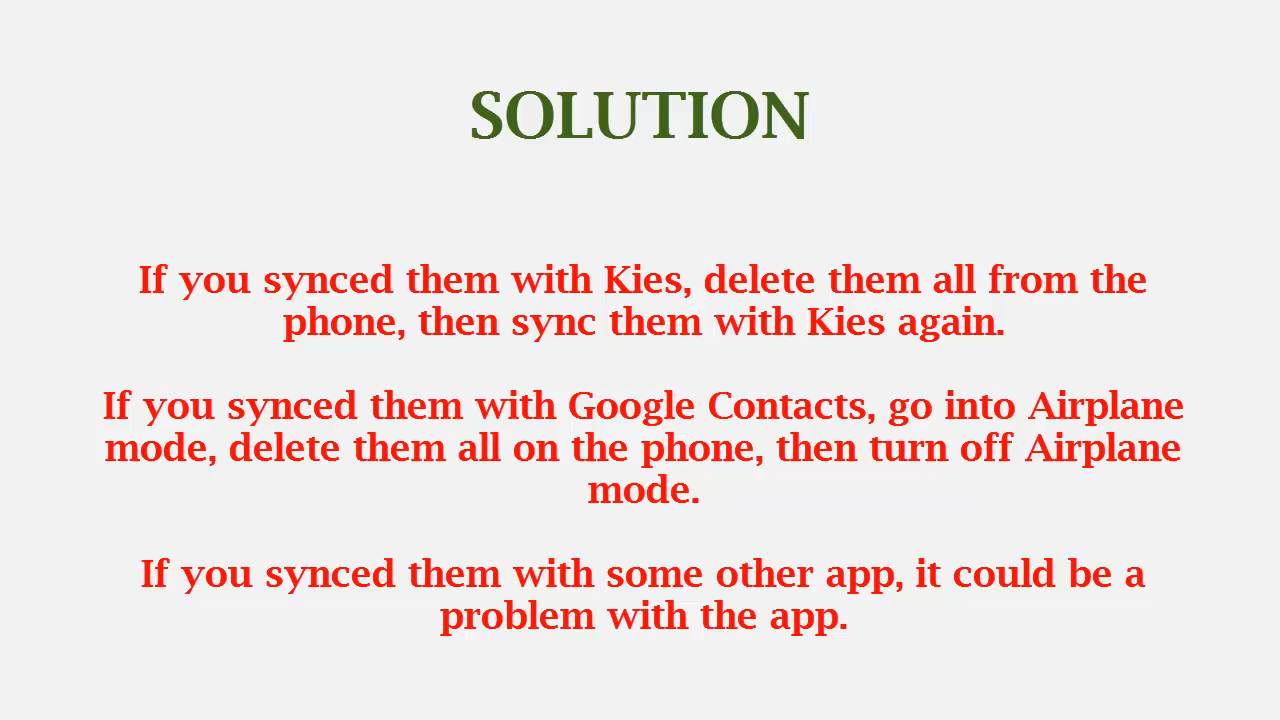 SOLUTION
If you synced them with Kies, delete them all from the
phone, then sync them with Kies again.
If you synced them with Google Contacts, go into Airplane
mode, delete them all on the phone, then turn off Airplane
mode.
If you synced them with some other app, it could be a
problem with the app.